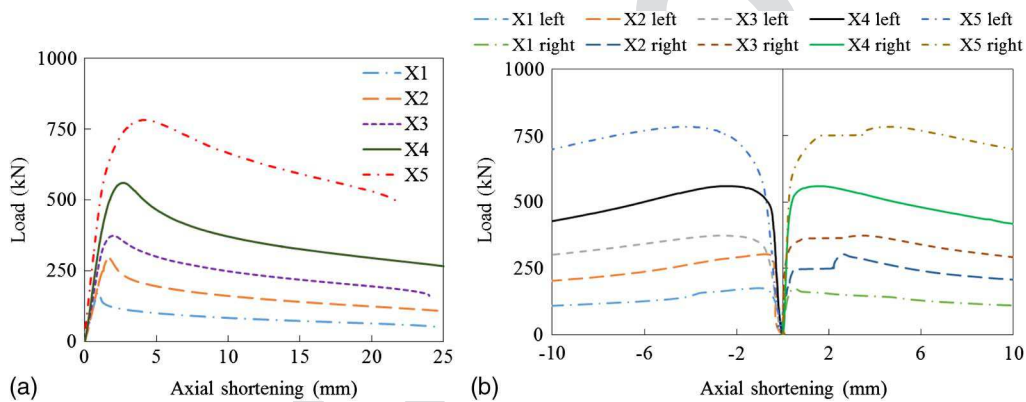 X1 left X2 left X3 left X4 left X5 left
X1 right X2 right X3 right X4 right X5 right
1000
750
500
250
0
Load (kN)
X1
X2
X3
X4
X5
0 5 10 15 20 25
(a) Axial shortening (mm)
1000
750
500
250
0
Load (kN)
-10 -6 -2 2 6 10
(b) Axial shortening (mm)